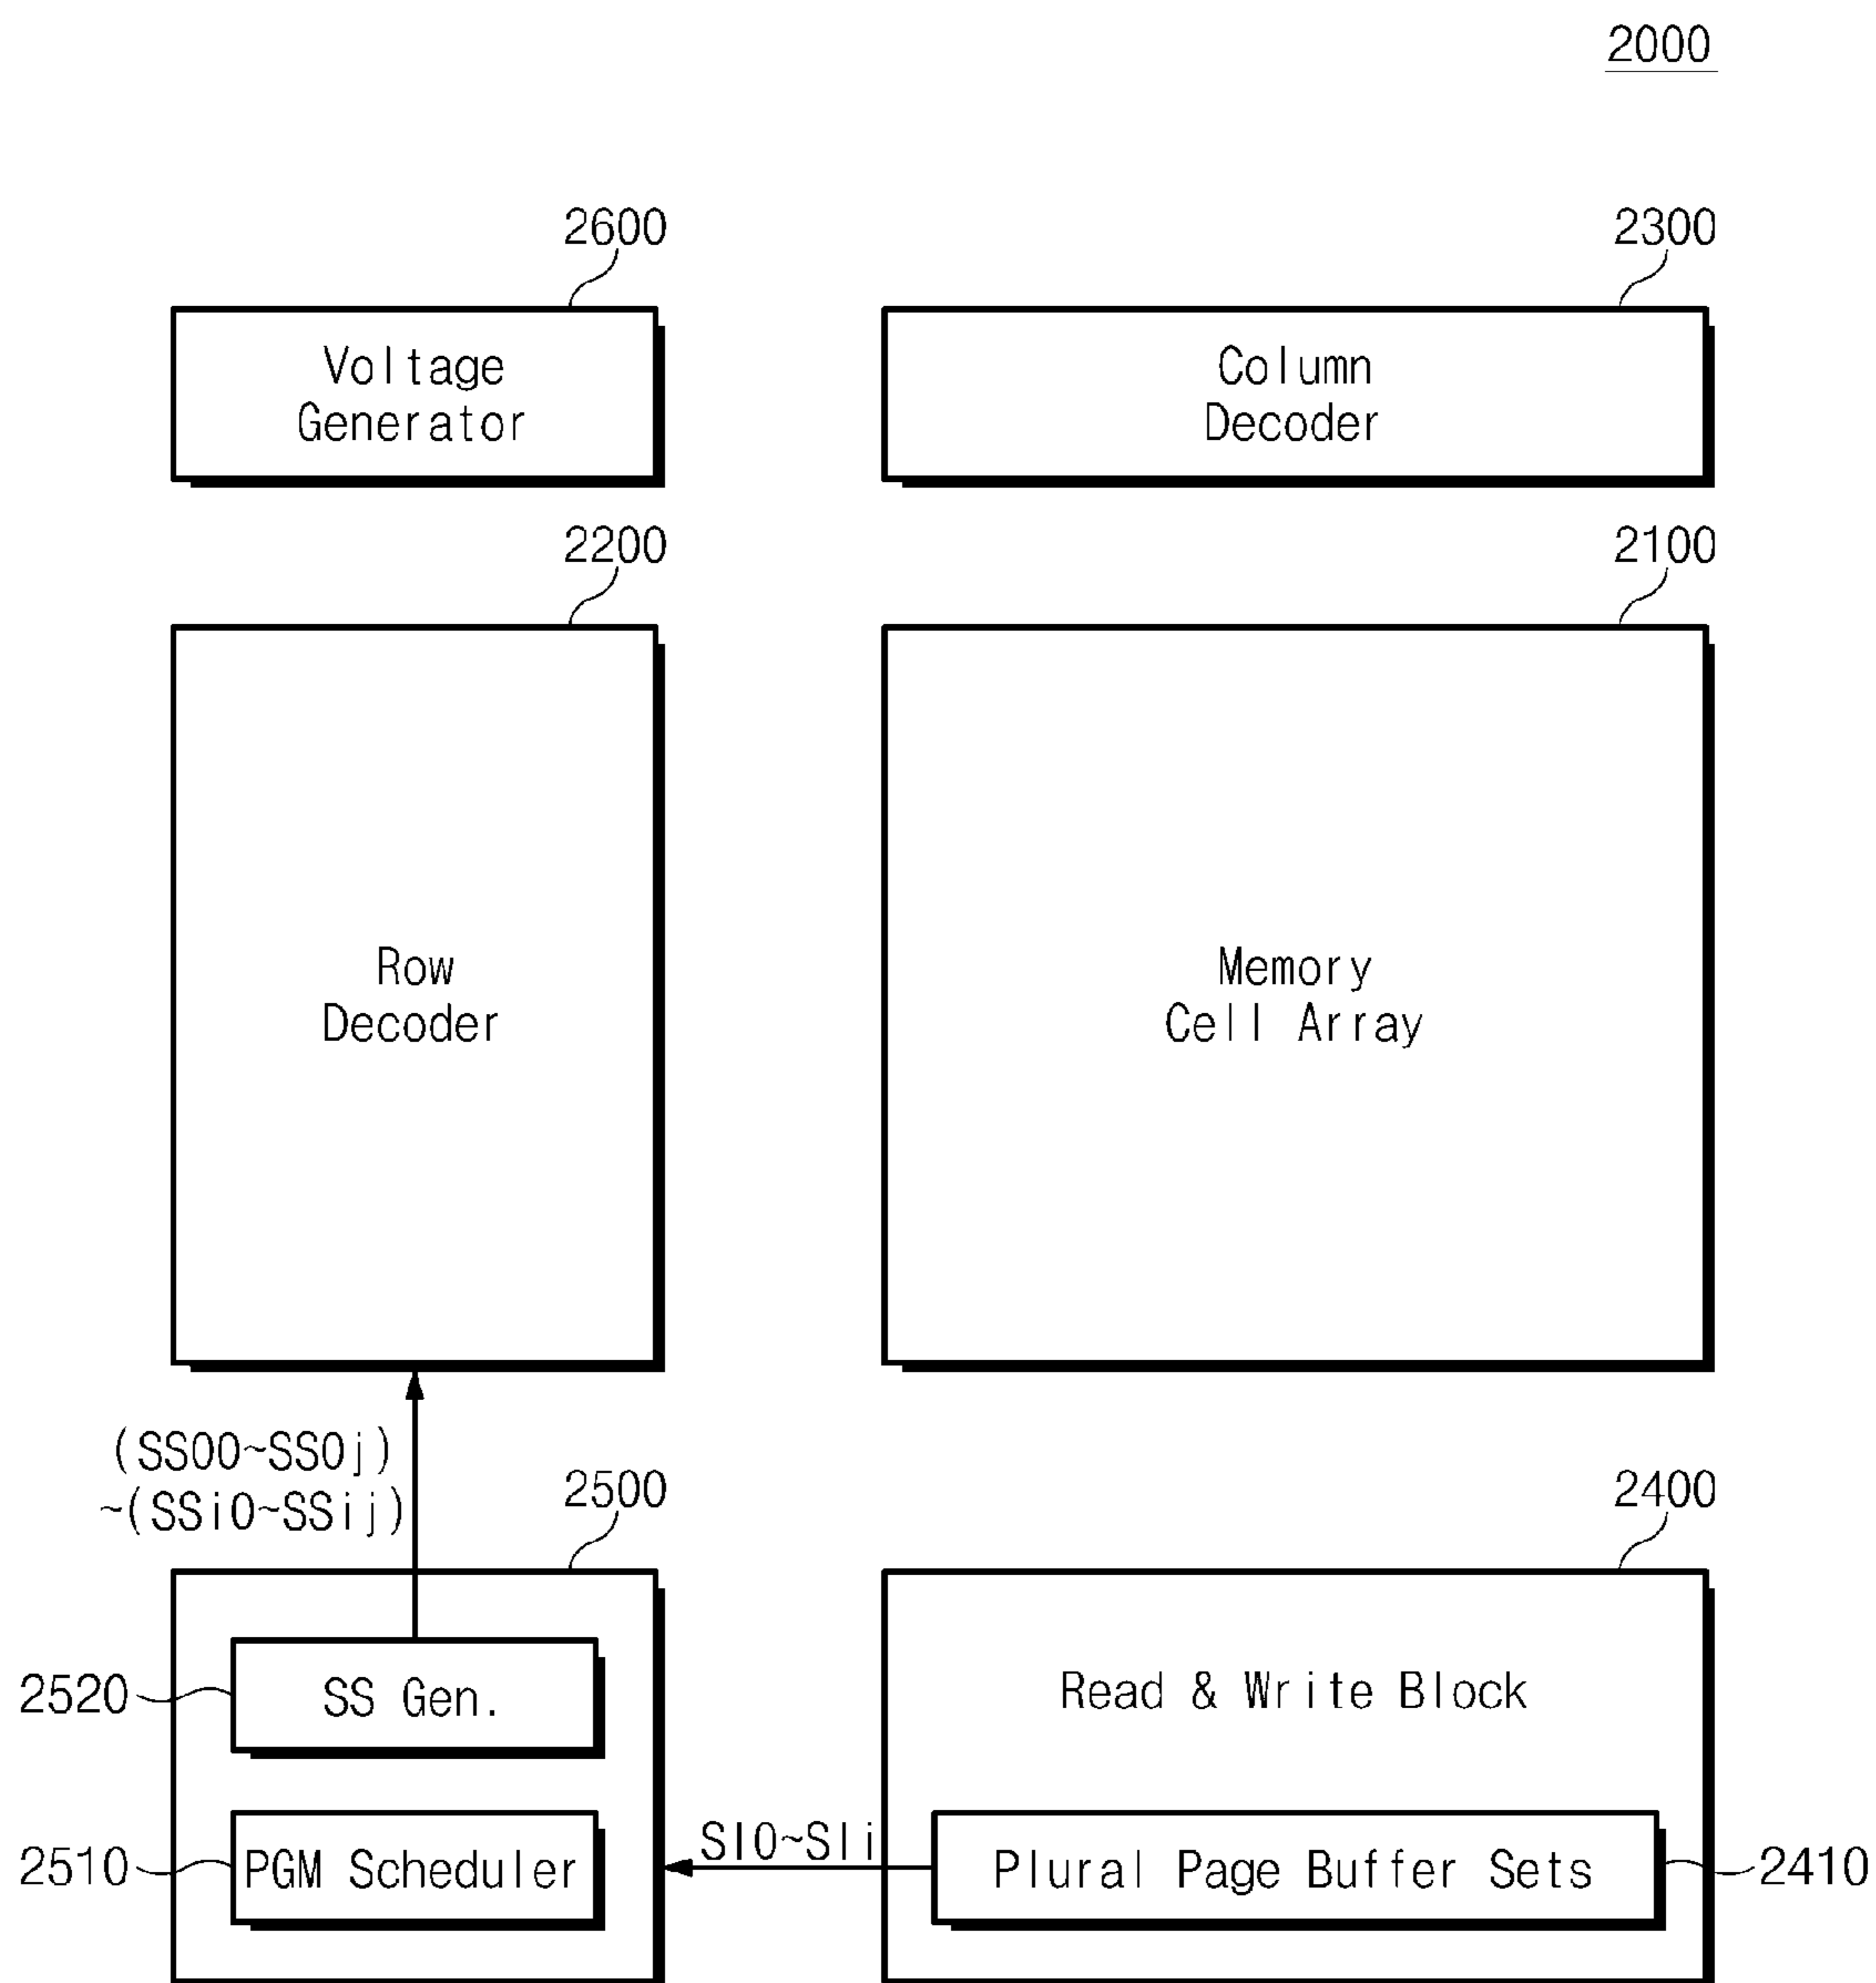 2000
2600
2300
Voltage
Generator
Column
Decoder
2200
2100
Row
Decoder
Memory
Cell Array
(SS00~SS0j)
~(SSi0~SSij)
2500
2400
2520
SS Gen.
Read & Write Block
2510
PGM Scheduler
SI0~SIi
Plural Page Buffer Sets
2410